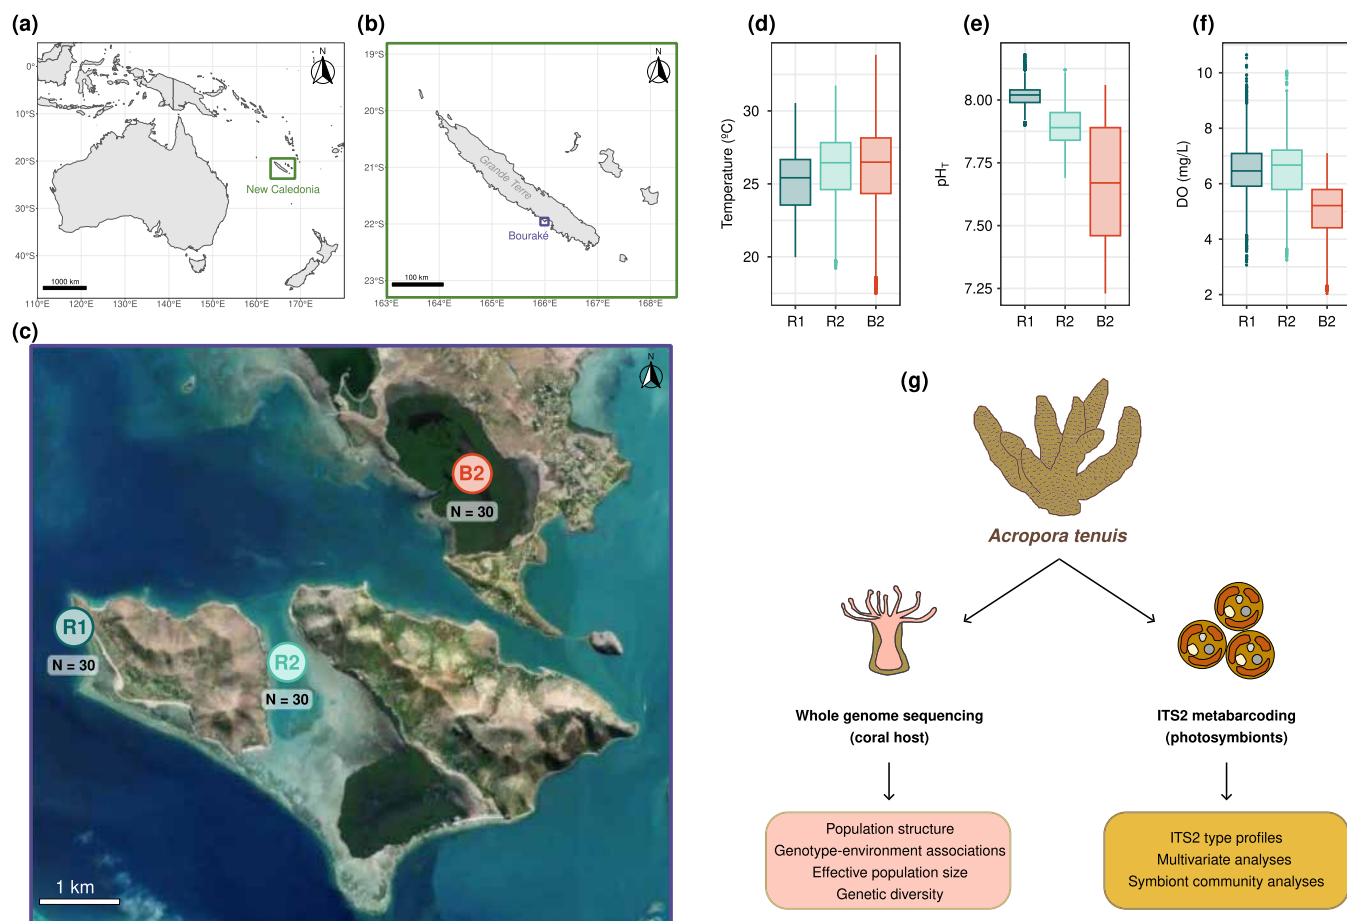 (a)
N
0°
10°S
20°S
30°S
40°S
New Caledonia
1000 km
110°E 120°E 130°E 140°E 150°E 160°E 170°E
(b)
N
19°S
20°S
21°S
22°S
23°S
Grande Terre
Bouraké
100 km
163°E 164°E 165°E 166°E 167°E 168°E
(c)
N
B2
N = 30
R1
N = 30
R2
N = 30
1 km
(d)
Temperature (ºC)
30
25
20
R1 R2 B2
(e)
pHT
8.00
7.75
7.50
7.25
R1 R2 B2
(f)
DO (mg/L)
10
8
6
4
2
R1 R2 B2
(g)
Acropora tenuis
Whole genome sequencing
(coral host)
Population structure
Genotype-environment associations
Effective population size
Genetic diversity
ITS2 metabarcoding
(photosymbionts)
ITS2 type profiles
Multivariate analyses
Symbiont community analyses